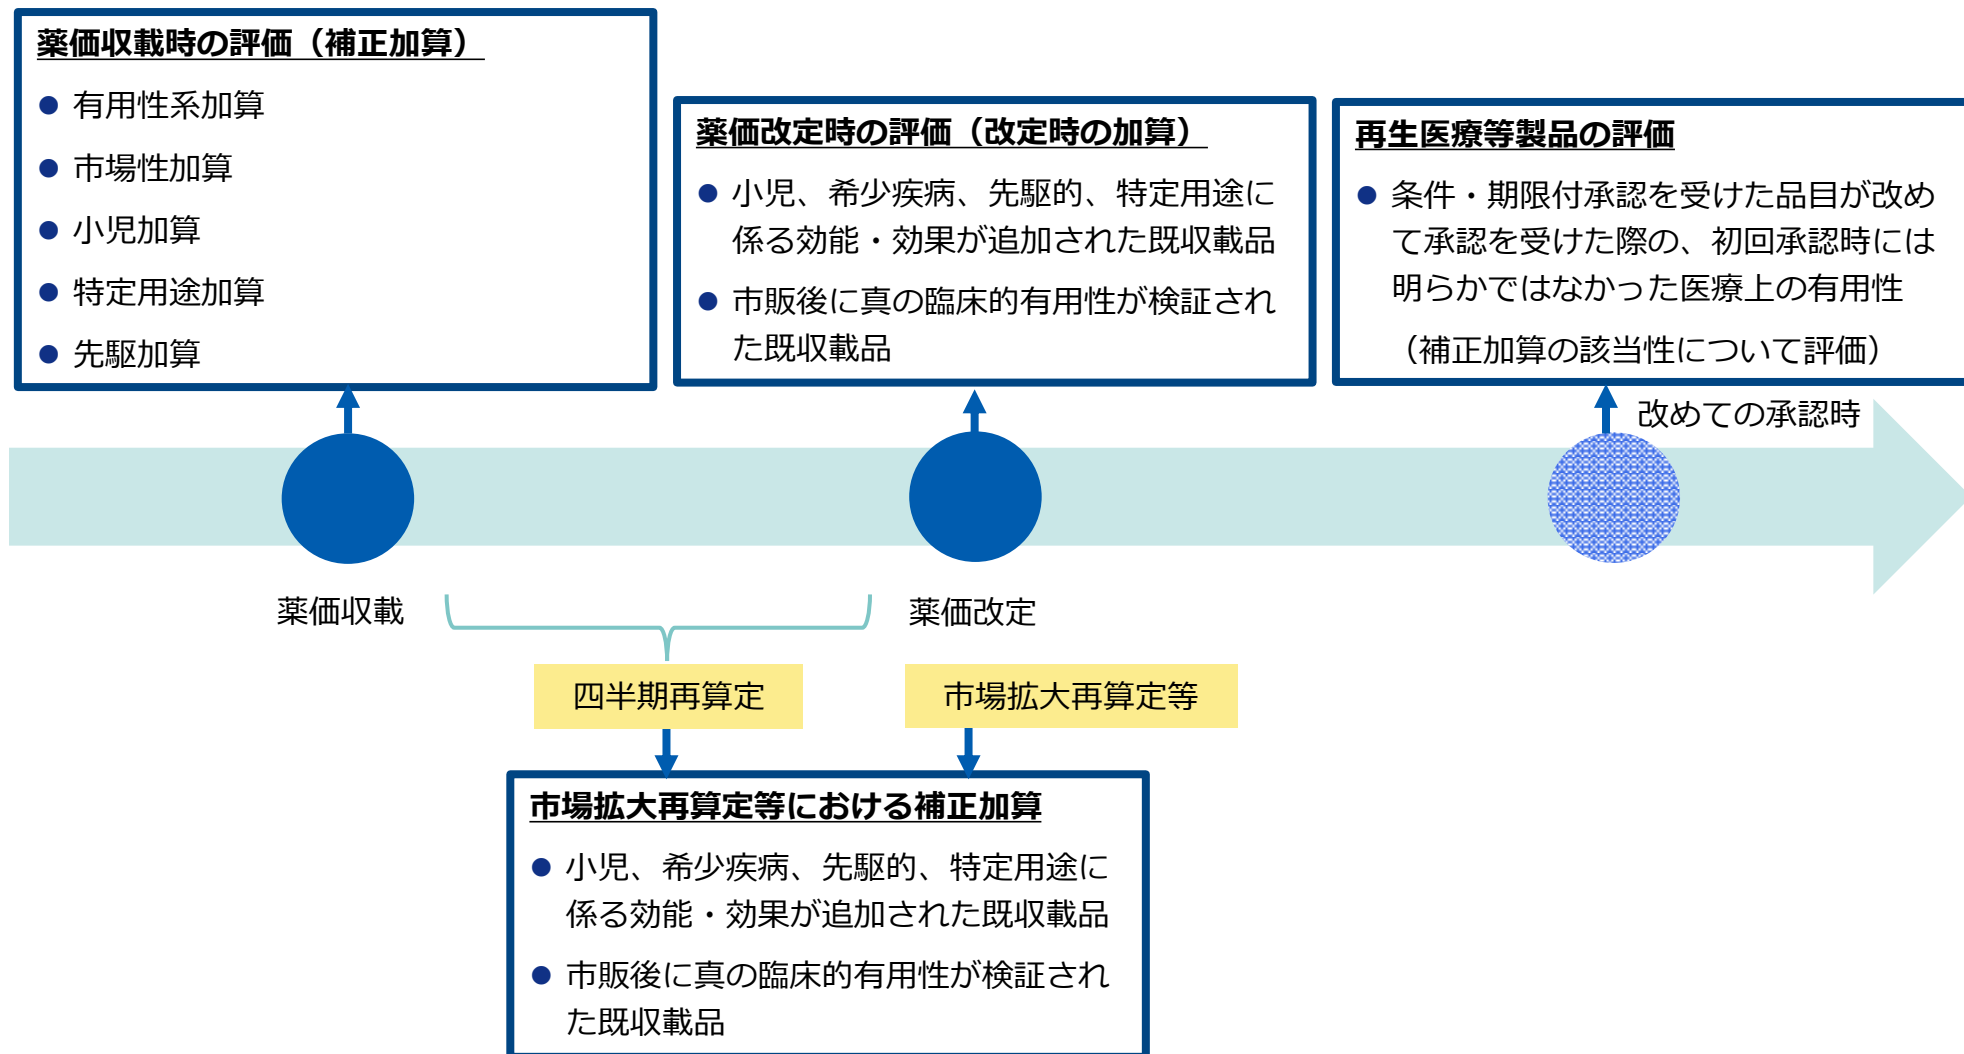 薬価収載時の評価（補正加算）
● 有用性系加算
● 市場性加算
● 小児加算
● 特定用途加算
● 先駆加算
薬価改定時の評価（改定時の加算）
● 小児、希少疾病、先駆的、特定用途に
係る効能・効果が追加された既収載品
● 市販後に真の臨床的有用性が検証され
た既収載品
再生医療等製品の評価
● 条件・期限付承認を受けた品目が改め
て承認を受けた際の、初回承認時には
明らかではなかった医療上の有用性
（補正加算の該当性について評価）
改めての承認時
薬価収載
薬価改定
四半期再算定
市場拡大再算定等
市場拡大再算定等における補正加算
● 小児、希少疾病、先駆的、特定用途に
係る効能・効果が追加された既収載品
● 市販後に真の臨床的有用性が検証され
た既収載品